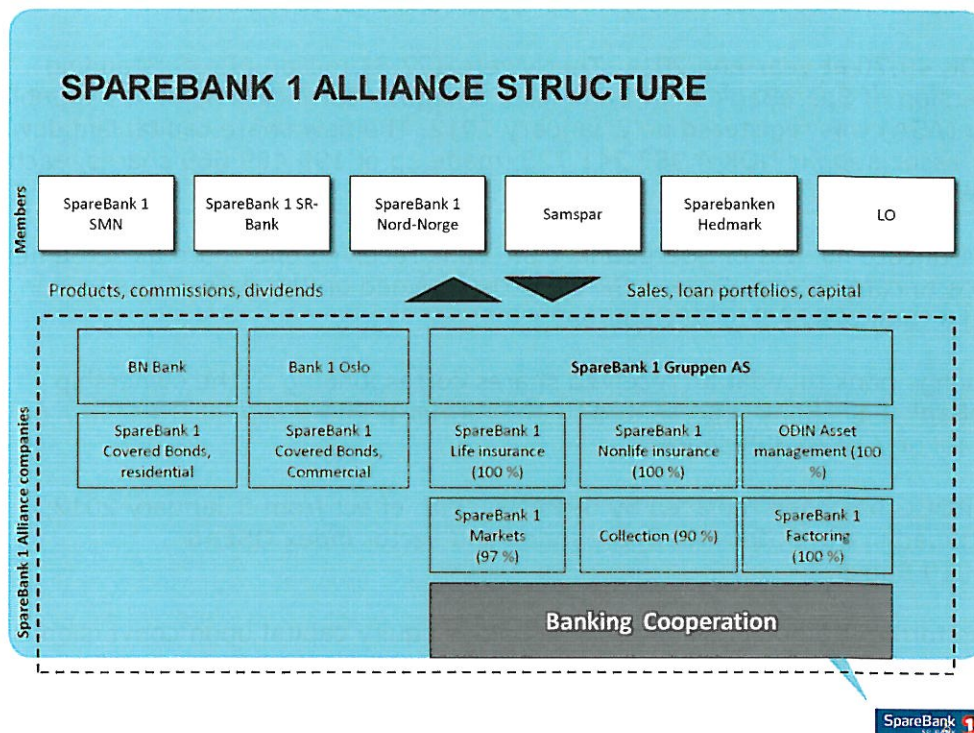 SPAREBANK 1 ALLIANCE STRUCTURE
Members
SpareBank 1
SMN
SpareBank 1 SR-
Bank
SpareBank 1
Nord-Norge
Samspar
Sparebanken
Hedmark
LO
Products, commissions, dividends
Sales, loan portfolios, capital
SpareBank 1 Alliance companies
BN Bank
Bank 1 Oslo
SpareBank 1 Gruppen AS
SpareBank 1
Covered Bonds,
residential
SpareBank 1
Covered Bonds,
Commercial
SpareBank 1
Life insurance
(100 %)
SpareBank 1
Nonlife insurance
(100 %)
ODIN Asset
management (100
%)
SpareBank 1
Markets
(97 %)
Collection (90 %)
SpareBank 1
Factoring
(100 %)
Banking Cooperation
SpareBank 1